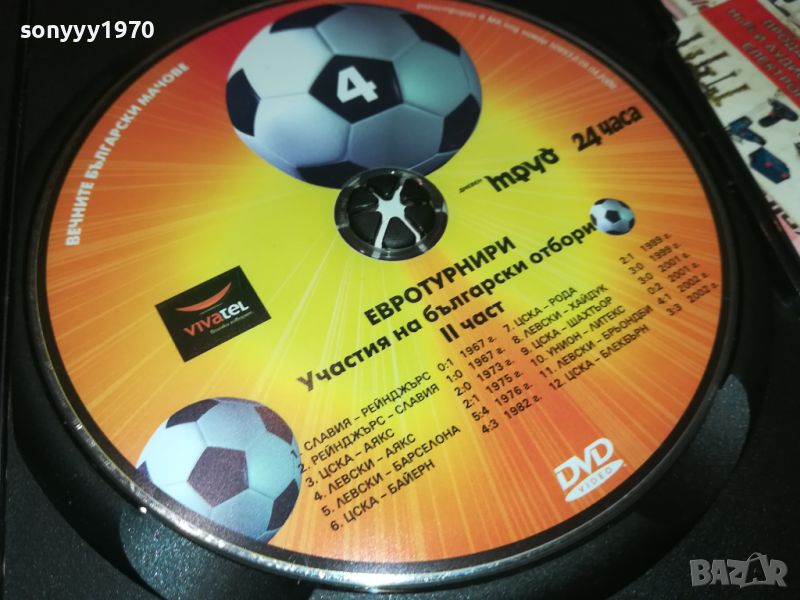 sonyyy1970
4
ВЕЧНИТЕ БЪЛГАРСКИ МАЧОВЕ
ДНЕВЕН Труд 24 часа
vivatel
ЕВРОТУРНИРИ
Участия на български отбори
II част
1. СЛАВИЯ – РЕЙНДЖЪРС 0:1 1967 г.
2. РЕЙНДЖЪРС – СЛАВИЯ 1:0 1967 г.
3. ЦСКА – АЯКС 2:0 1973 г.
4. ЛЕВСКИ – АЯКС 2:1 1975 г.
5. ЛЕВСКИ – БАРСЕЛОНА 5:4 1976 г.
6. ЦСКА – БАЙЕРН 4:3 1982 г.
7. ЦСКА – РОДА 2:1 1989 г.
8. ЛЕВСКИ – ХАЙДУК 3:0 1999 г.
9. ЦСКА – ШАХТЬОР 3:0 2001 г.
10. УНИОН – ЛИТЕКС 0:2 2001 г.
11. ЛЕВСКИ – БРЬОНДБИ 4:1 2002 г.
12. ЦСКА – БЛЕКБЪРН 3:3 2002 г.
DVD
VIDEO
BAZAR